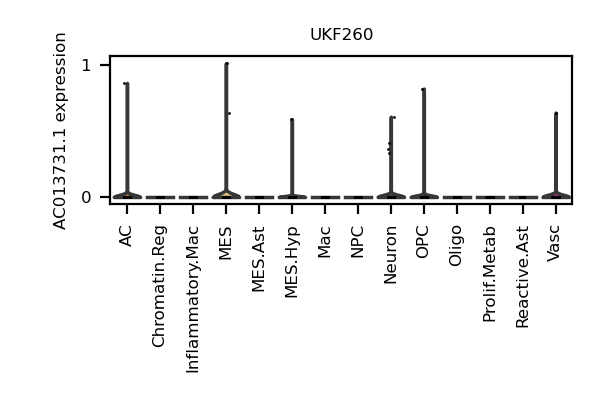 UKF260
AC013731.1 expression
1
0
AC
Chromatin.Reg
Inflammatory.Mac
MES
MES.Ast
MES.Hyp
Mac
NPC
Neuron
OPC
Oligo
Prolif.Metab
Reactive.Ast
Vasc